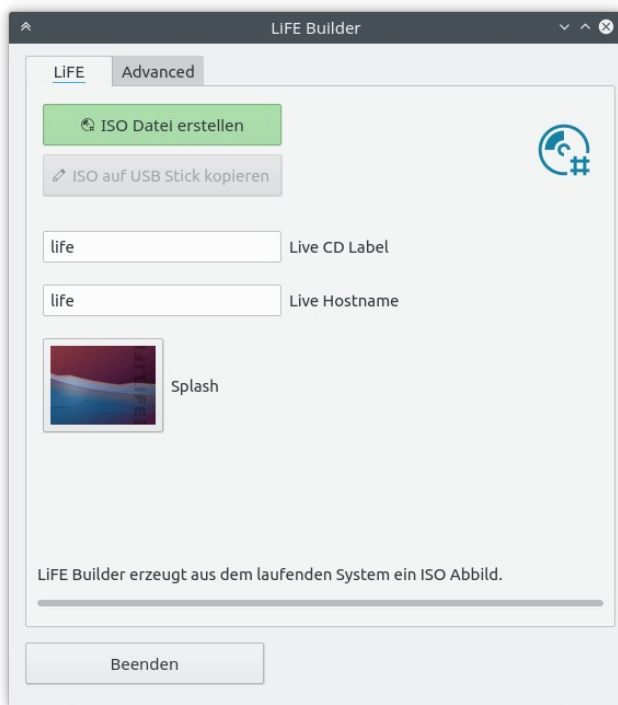 LiFE Builder
LiFE
Advanced
ISO Datei erstellen
ISO auf USB Stick kopieren
life
Live CD Label
life
Live Hostname
Splash
LiFE Builder erzeugt aus dem laufenden System ein ISO Abbild.
Beenden